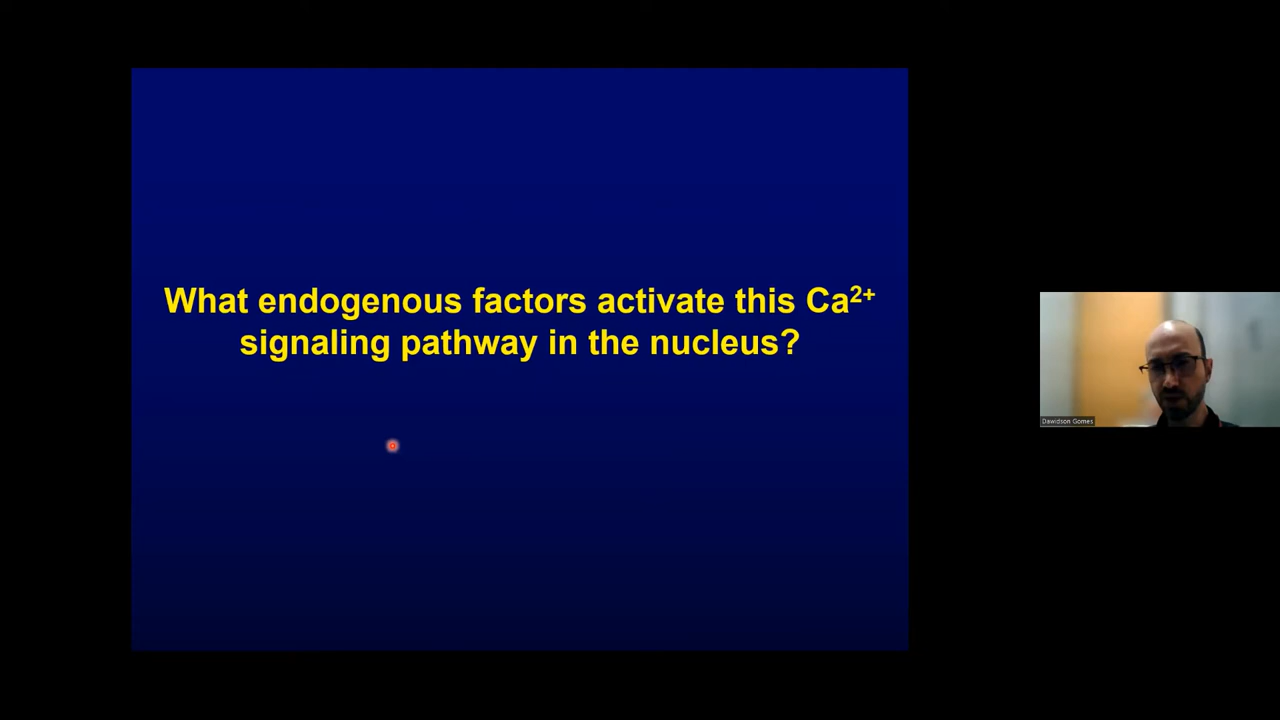 What endogenous factors activate this Ca²⁺
signaling pathway in the nucleus?
Dawidson Gomes